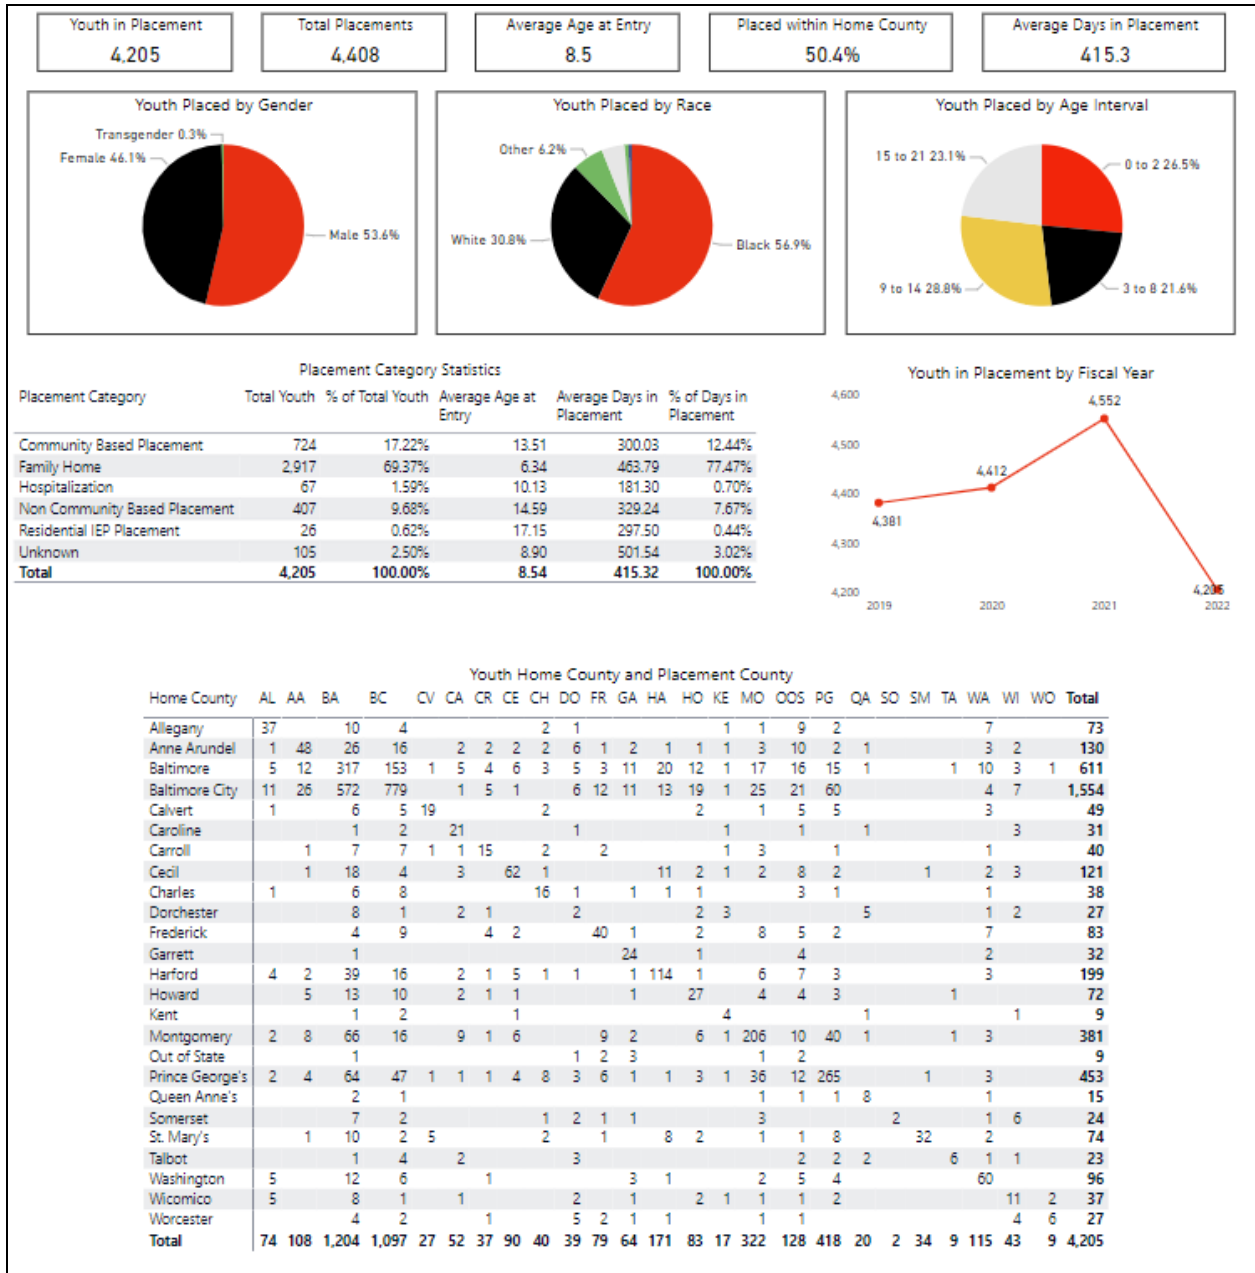 Youth in Placement
4,205
Total Placements
4,408
Average Age at Entry
8.5
Placed within Home County
50.4%
Average Days in Placement
415.3
Youth Placed by Gender
Transgender 0.3%
Female 46.1%
Male 53.6%
Youth Placed by Race
Other 6.2%
White 30.8%
Black 56.9%
Youth Placed by Age Interval
15 to 21 23.1%
0 to 2 26.5%
9 to 14 28.8%
3 to 8 21.6%
Placement Category Statistics
Placement Category Total Youth % of Total Youth Average Age at Entry Average Days in Placement % of Days in Placement
Community Based Placement 724 17.22% 13.51 300.03 12.44%
Family Home 2,917 69.37% 6.34 463.79 77.47%
Hospitalization 67 1.59% 10.13 181.30 0.70%
Non Community Based Placement 407 9.68% 14.59 329.24 7.67%
Residential IEP Placement 26 0.62% 17.15 297.50 0.44%
Unknown 105 2.50% 8.90 501.54 3.02%
Total 4,205 100.00% 8.54 415.32 100.00%
Youth in Placement by Fiscal Year
4,600
4,500
4,400
4,300
4,200
4,381
4,412
4,552
4,205
2019 2020 2021 2022
Youth Home County and Placement County
Home County AL AA BA BC CV CA CR CE CH DO FR GA HA HO KE MO OOS PG QA SO SM TA WA WI WO Total
Allegany 37 10 4 2 1 1 1 9 2 7 73
Anne Arundel 1 48 26 16 2 2 2 2 6 1 2 1 1 1 3 10 2 1 3 2 130
Baltimore 5 12 317 153 1 5 4 6 3 5 3 11 20 12 1 17 16 15 1 1 10 3 1 611
Baltimore City 11 26 572 779 1 5 1 6 12 11 13 19 1 25 21 60 4 7 1,554
Calvert 1 6 5 19 2 2 1 5 5 3 49
Caroline 1 2 21 1 1 1 1 3 31
Carroll 1 7 7 1 1 15 2 2 1 3 1 1 40
Cecil 1 18 4 3 62 1 11 2 1 2 8 2 1 2 3 121
Charles 1 6 8 16 1 1 1 1 3 1 1 38
Dorchester 8 1 2 1 2 2 3 5 1 2 27
Frederick 4 9 4 2 40 1 2 8 5 2 7 83
Garrett 1 24 1 4 2 32
Harford 4 2 39 16 2 1 5 1 1 1 114 1 6 7 3 3 199
Howard 5 13 10 2 1 1 1 27 4 4 3 1 72
Kent 1 2 1 4 1 1 9
Montgomery 2 8 66 16 9 1 6 9 2 6 1 206 10 40 1 1 3 381
Out of State 1 1 2 3 1 2 9
Prince George's 2 4 64 47 1 1 1 4 8 3 6 1 1 3 1 36 12 265 1 3 453
Queen Anne's 2 1 1 1 1 8 1 15
Somerset 7 2 1 2 1 1 3 2 1 6 24
St. Mary's 1 10 2 5 2 1 8 2 1 1 8 32 2 74
Talbot 1 4 2 3 2 2 2 6 1 1 23
Washington 5 12 6 1 3 1 2 5 4 60 96
Wicomico 5 8 1 1 2 1 2 1 1 1 2 11 2 37
Worcester 4 2 1 5 2 1 1 1 1 4 6 27
Total 74 108 1,204 1,097 27 52 37 90 40 39 79 64 171 83 17 322 128 418 20 2 34 9 115 43 9 4,205